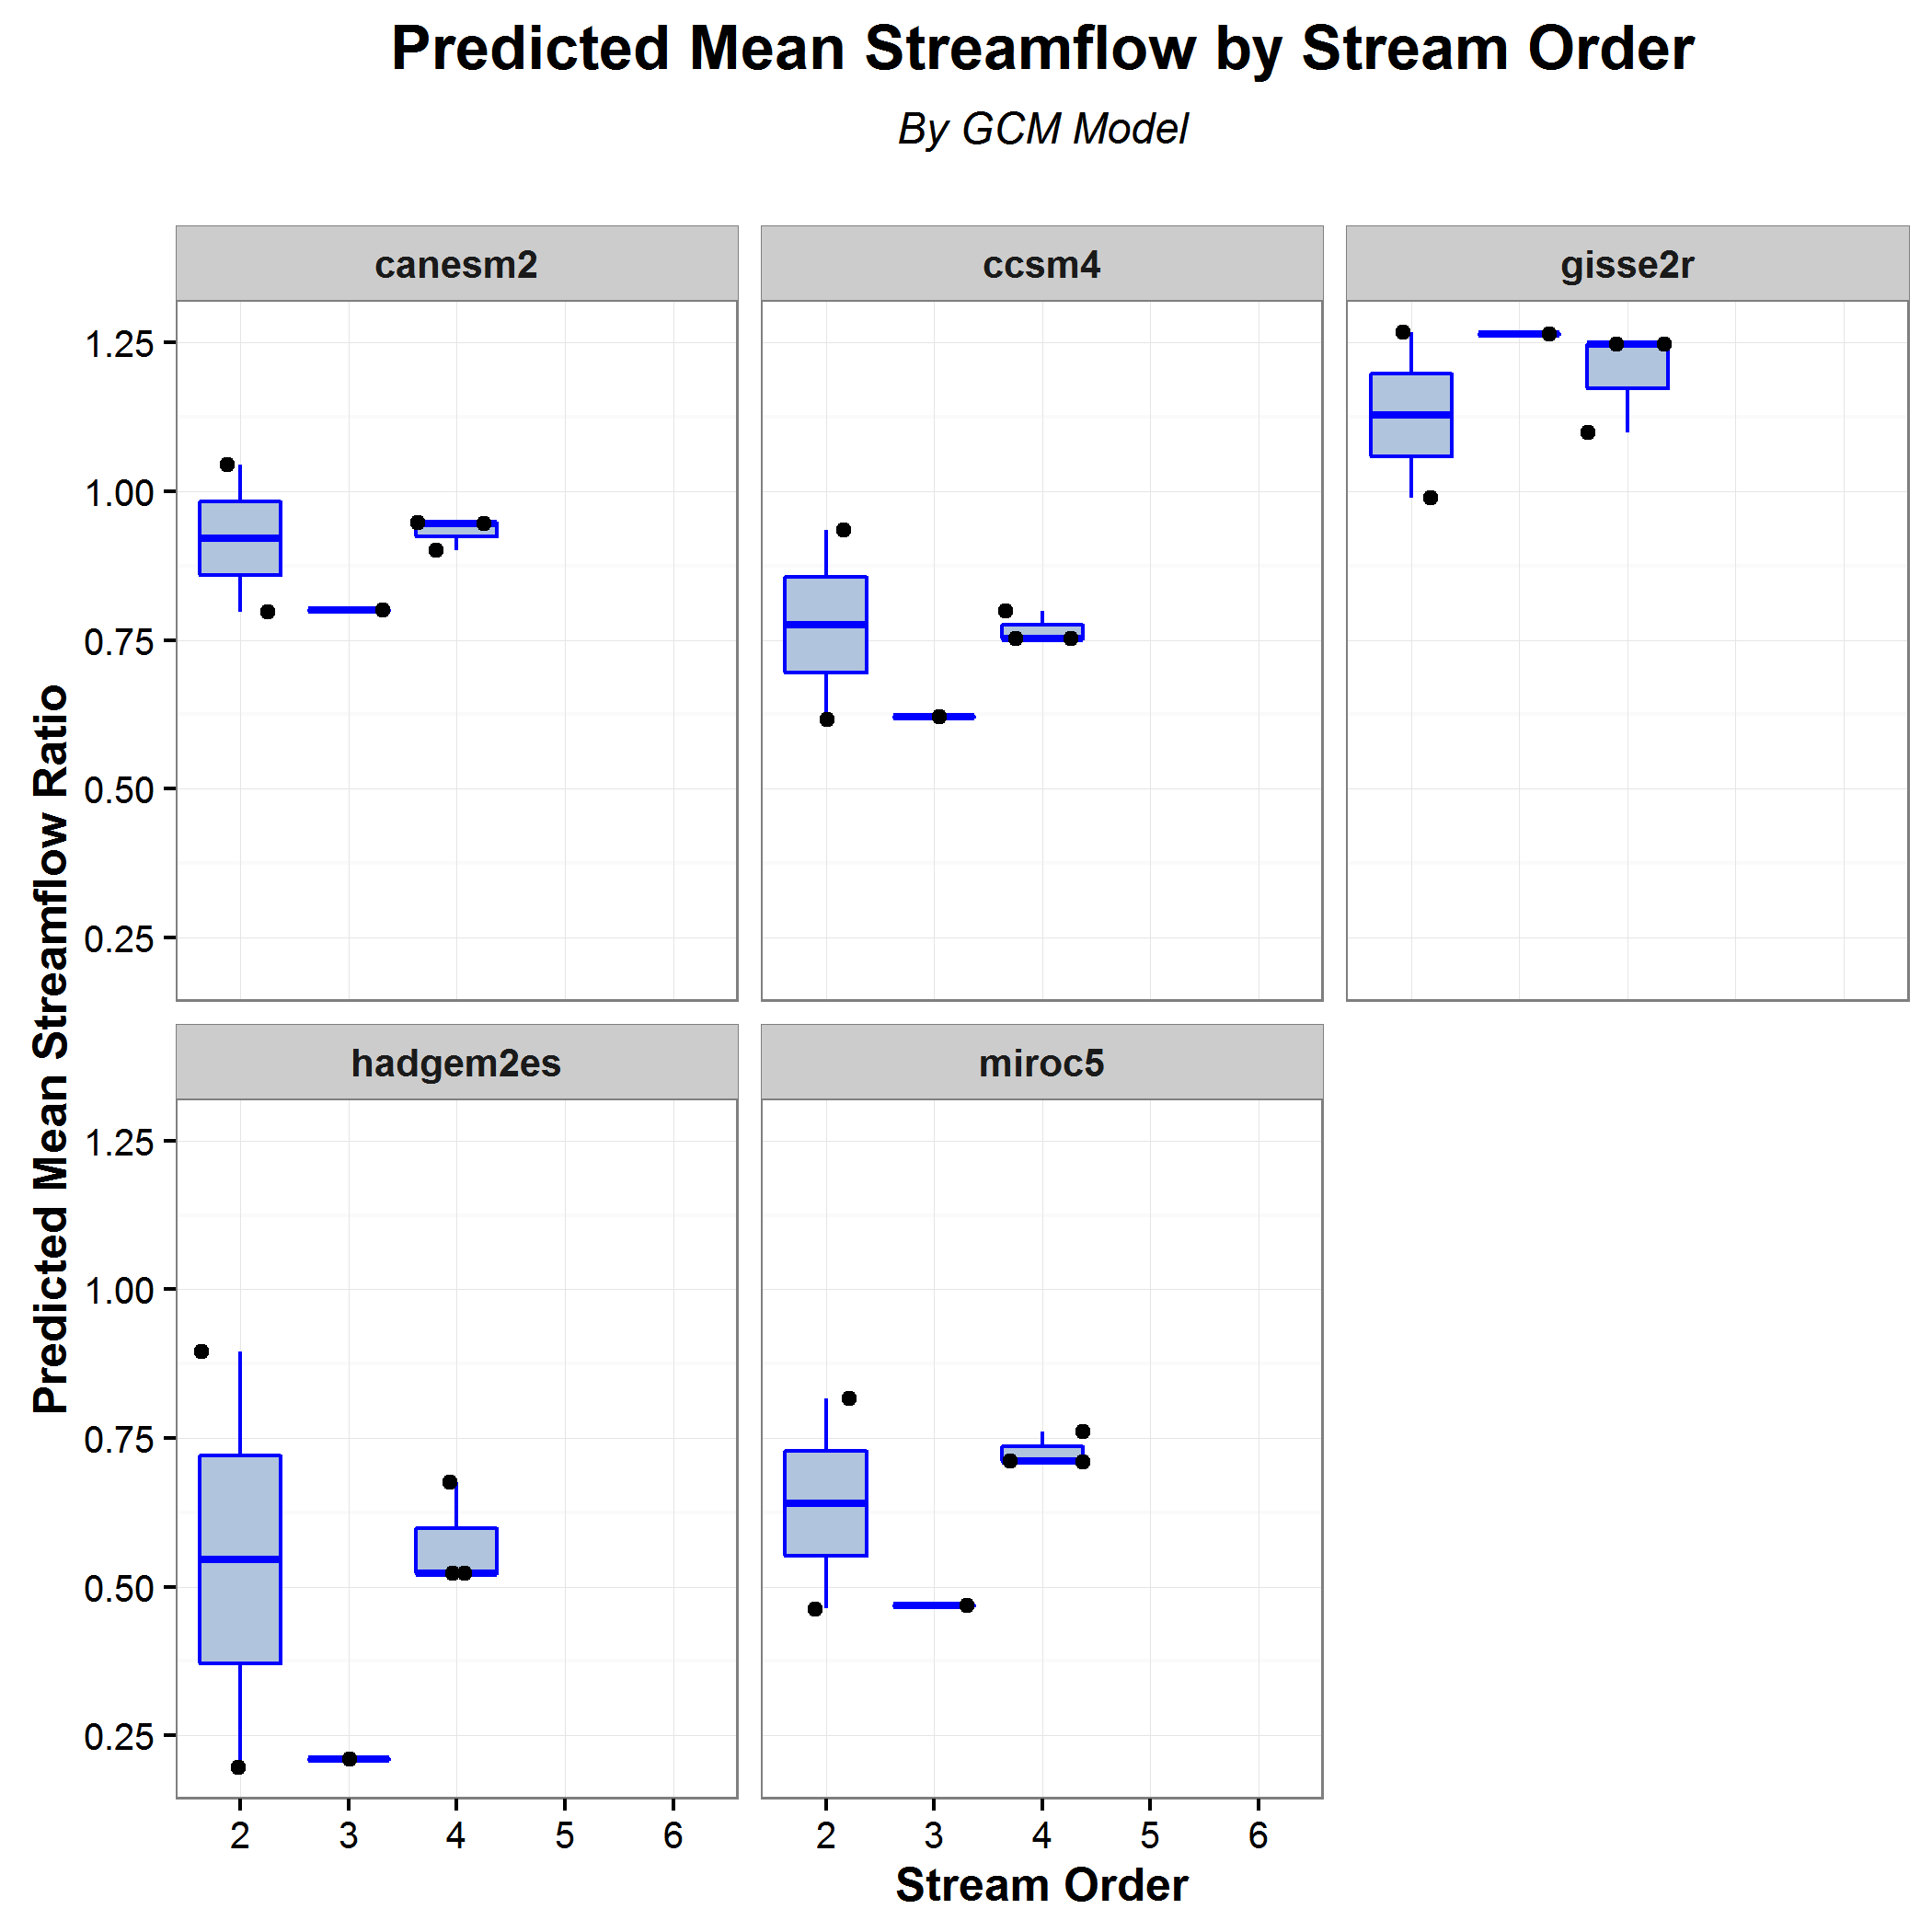 Predicted Mean Streamflow by Stream Order
By GCM Model
canesm2
ccsm4
gisse2r
1.25
1.00
0.75
0.50
0.25
Predicted Mean Streamflow Ratio
hadgem2es
miroc5
1.25
1.00
0.75
0.50
0.25
2 3 4 5 6
2 3 4 5 6
Stream Order